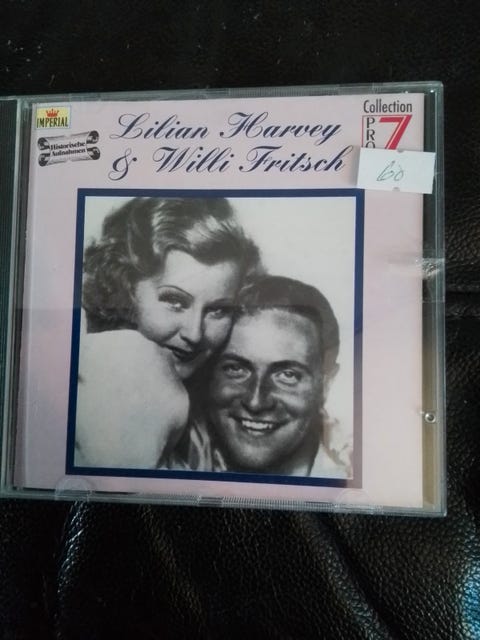 IMPERIAL
Historische
Aufnahmen
Lilian Harvey
& Willi Fritsch
Collection
PRO 7
60